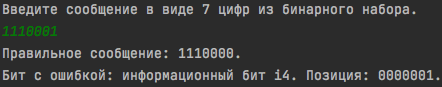 Введите сообщение в виде 7 цифр из бинарного набора.
1110001
Правильное сообщение: 1110000.
Бит с ошибкой: информационный бит i4. Позиция: 0000001.